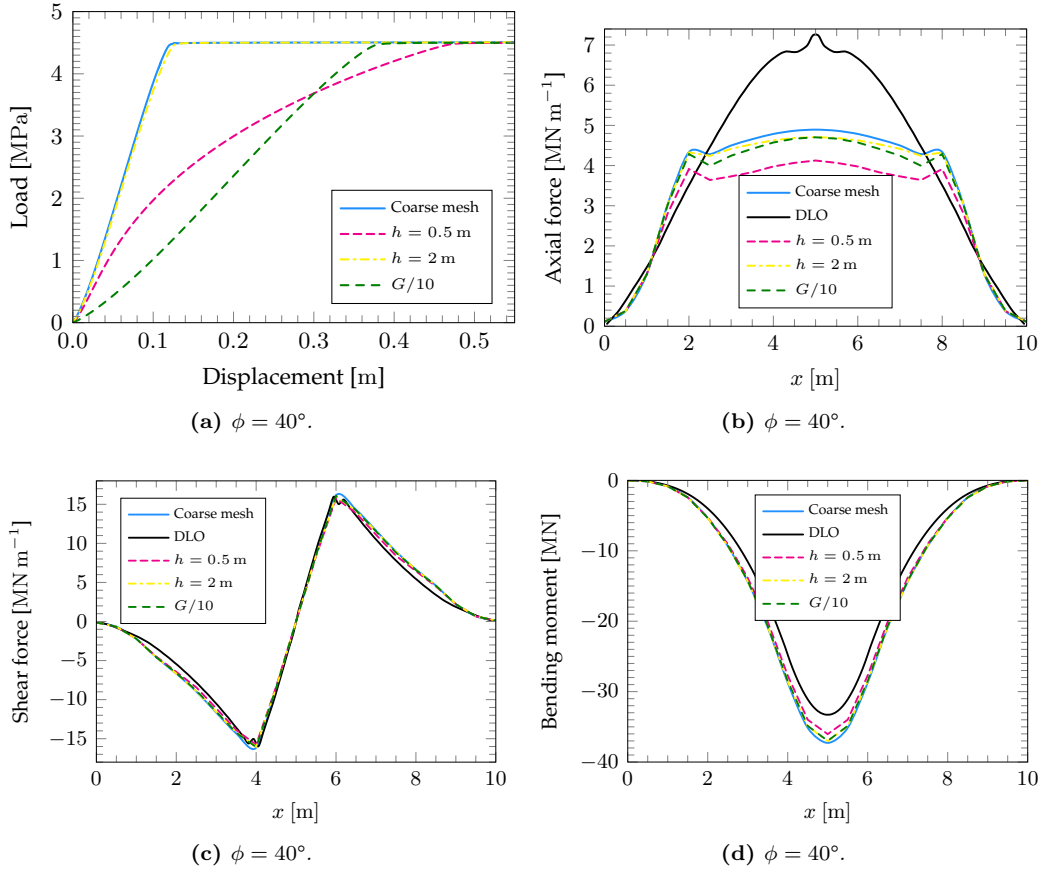 5
4
3
2
1
0
0.0 0.1 0.2 0.3 0.4 0.5
Load [MPa]
Displacement [m]
Coarse mesh
h = 0.5 m
h = 2 m
G/10
(a) ϕ = 40°.
7
6
5
4
3
2
1
0
0 2 4 6 8 10
Axial force [MN m⁻¹]
x [m]
Coarse mesh
DLO
h = 0.5 m
h = 2 m
G/10
(b) ϕ = 40°.
15
10
5
0
−5
−10
−15
0 2 4 6 8 10
Shear force [MN m⁻¹]
x [m]
Coarse mesh
DLO
h = 0.5 m
h = 2 m
G/10
(c) ϕ = 40°.
0
−10
−20
−30
−40
0 2 4 6 8 10
Bending moment [MN]
x [m]
Coarse mesh
DLO
h = 0.5 m
h = 2 m
G/10
(d) ϕ = 40°.